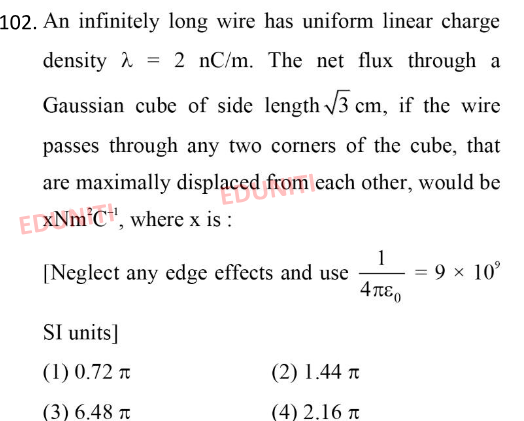 102. An infinitely long wire has uniform linear charge
density λ = 2 nC/m. The net flux through a
Gaussian cube of side length √3 cm, if the wire
passes through any two corners of the cube, that
are maximally displaced from each other, would be
xNm²C⁻¹, where x is :
[Neglect any edge effects and use 1/(4πε₀) = 9 × 10⁹
SI units]
(1) 0.72 π (2) 1.44 π
(3) 6.48 π (4) 2.16 π
EDUNITI
EDUNITI